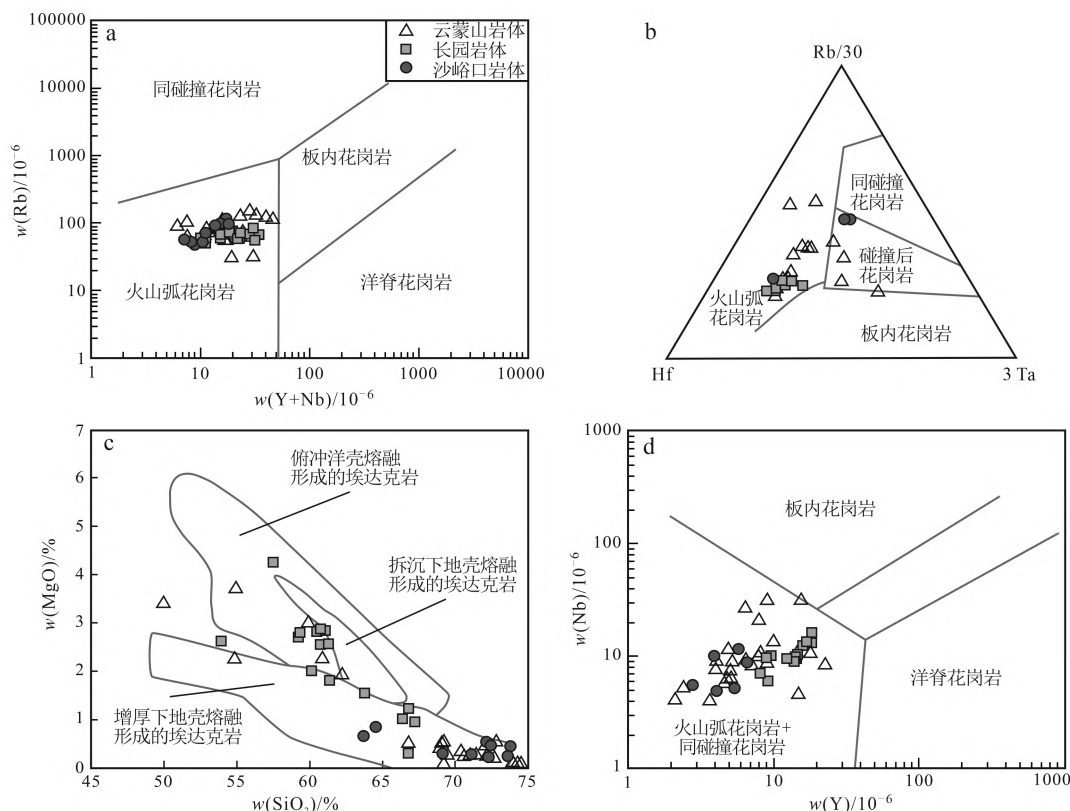 a
100000
10000
1000
100
10
1
w(Rb)/10⁻⁶
云蒙山岩体
长园岩体
沙峪口岩体
同碰撞花岗岩
板内花岗岩
火山弧花岗岩
洋脊花岗岩
1
10
100
1000
10000
w(Y+Nb)/10⁻⁶
b
Rb/30
同碰撞
花岗岩
碰撞后
花岗岩
火山弧
花岗岩
板内花岗岩
Hf
3 Ta
c
7
6
5
4
3
2
1
0
w(MgO)/%
俯冲洋壳熔融
形成的埃达克岩
拆沉下地壳熔融
形成的埃达克岩
增厚下地壳熔融
形成的埃达克岩
45
50
55
60
65
70
75
w(SiO₂)/%
d
1000
100
10
1
w(Nb)/10⁻⁶
板内花岗岩
洋脊花岗岩
火山弧花岗岩+
同碰撞花岗岩
1
10
100
1000
w(Y)/10⁻⁶